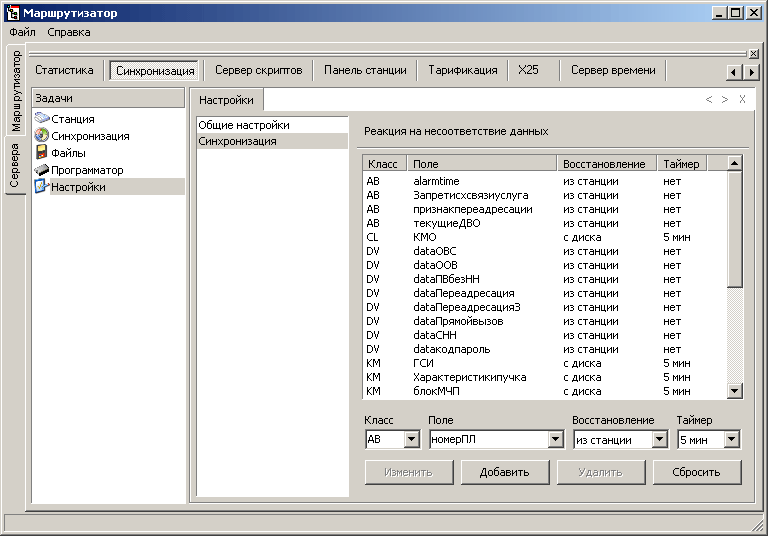 Маршрутизатор
Файл Справка
Маршрутизатор
Сервера
Статистика Синхронизация Сервер скриптов Панель станции Тарификация X25 Сервер времени
Задачи
Станция
Синхронизация
Файлы
Программатор
Настройки
Настройки < > X
Общие настройки
Синхронизация
Реакция на несоответствие данных
Класс Поле Восстановление Таймер
AB alarmtime из станции нет
AB Запретисхсвязиуслуга из станции нет
AB признакпереадресации из станции нет
AB текущиеДВО из станции нет
CL КМО с диска 5 мин
DV dataОВС из станции нет
DV dataООВ из станции нет
DV dataПВбезНН из станции нет
DV dataПереадресация из станции нет
DV dataПереадресация3 из станции нет
DV dataПрямойвызов из станции нет
DV dataСНН из станции нет
DV dataкодпароль из станции нет
KM ГСИ с диска 5 мин
KM Характеристикипучка с диска 5 мин
KM блокМЧП с диска 5 мин
Класс Поле Восстановление Таймер
AB номерПЛ из станции 5 мин
Изменить Добавить Удалить Сбросить